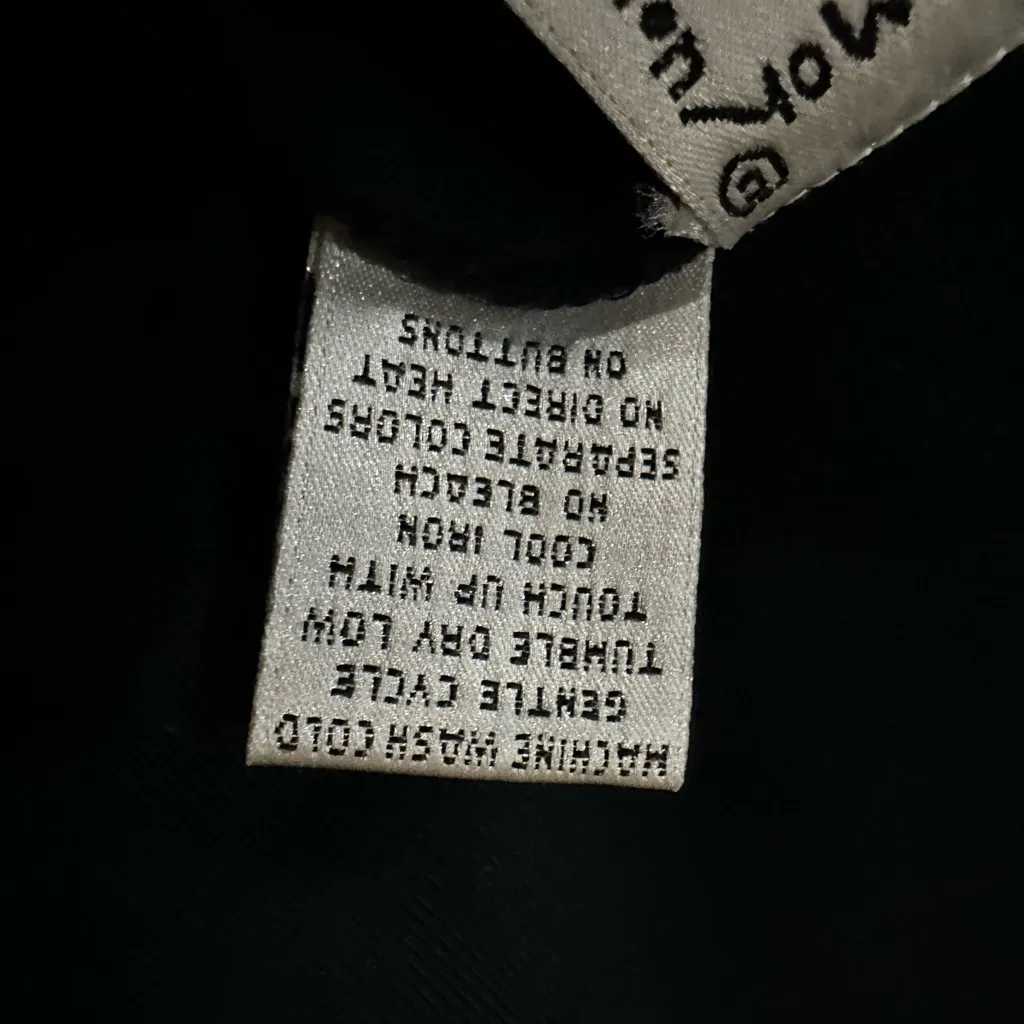 MACHINE WASH COLD
GENTLE CYCLE
TUMBLE DRY LOW
TOUCH UP WITH
COOL IRON
NO BLEACH
SEPARATE COLORS
NO DIRECT HEAT
ON BUTTONS
®